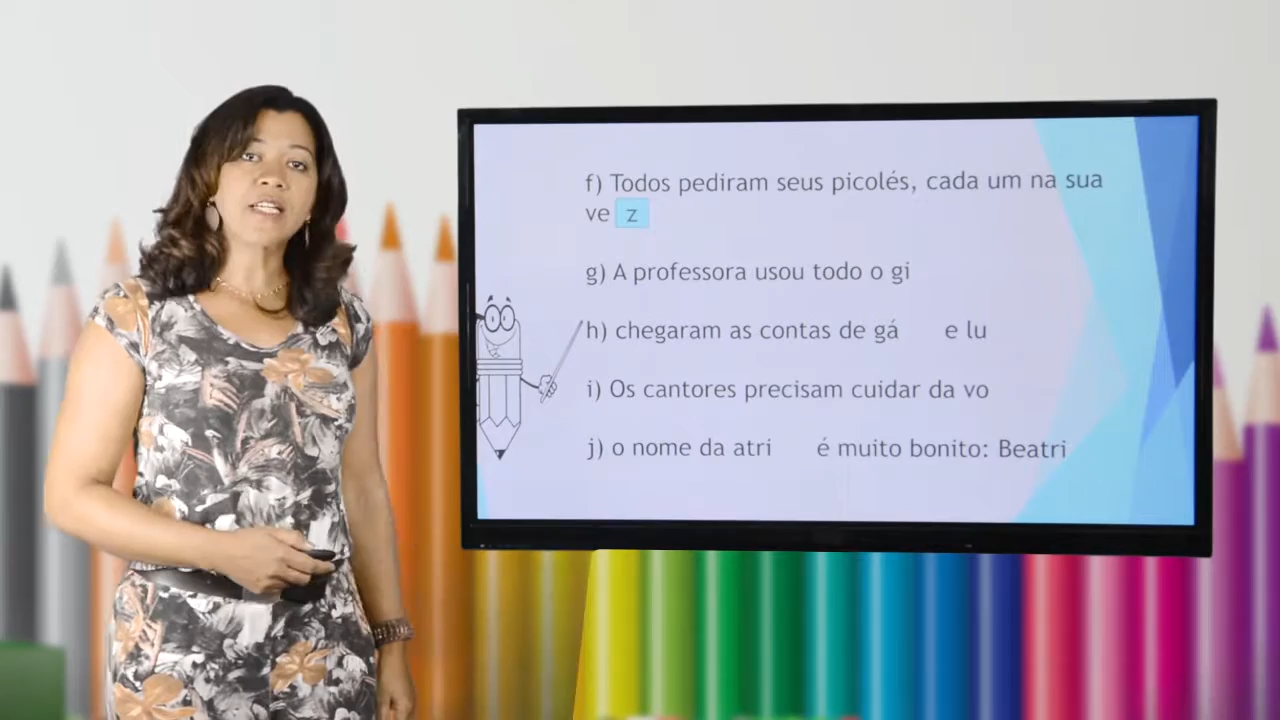 f) Todos pediram seus picolés, cada um na sua
ve z
g) A professora usou todo o gi
h) chegaram as contas de gá e lu
i) Os cantores precisam cuidar da vo
j) o nome da atri é muito bonito: Beatri